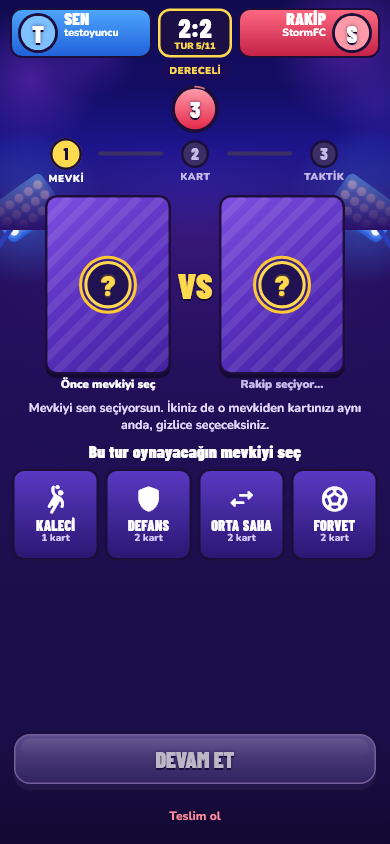 T
SEN
testoyuncu
2:2
TUR 5/11
RAKİP
StormFC
S
DERECELİ
3
1
2
3
MEVKİ
KART
TAKTİK
?
VS
?
Önce mevkiyi seç
Rakip seçiyor...
Mevkiyi sen seçiyorsun. İkiniz de o mevkiden kartınızı aynı
anda, gizlice seçeceksiniz.
Bu tur oynayacağın mevkiyi seç
KALECİ
1 kart
DEFANS
2 kart
ORTA SAHA
2 kart
FORVET
2 kart
DEVAM ET
Teslim ol